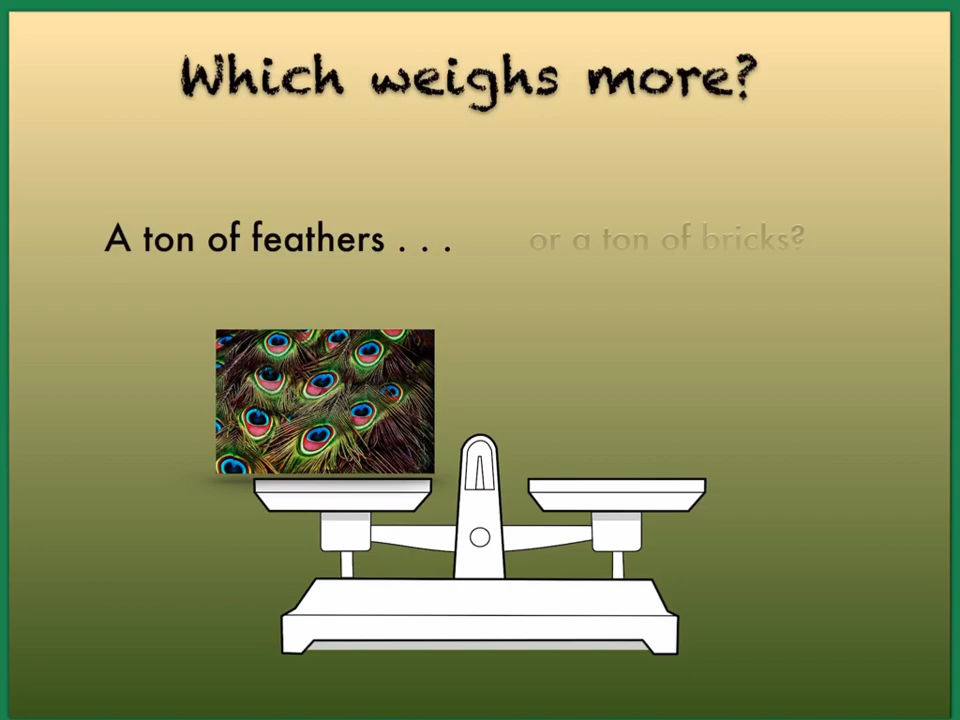 Which weighs more?
A ton of feathers . . . or a ton of bricks?